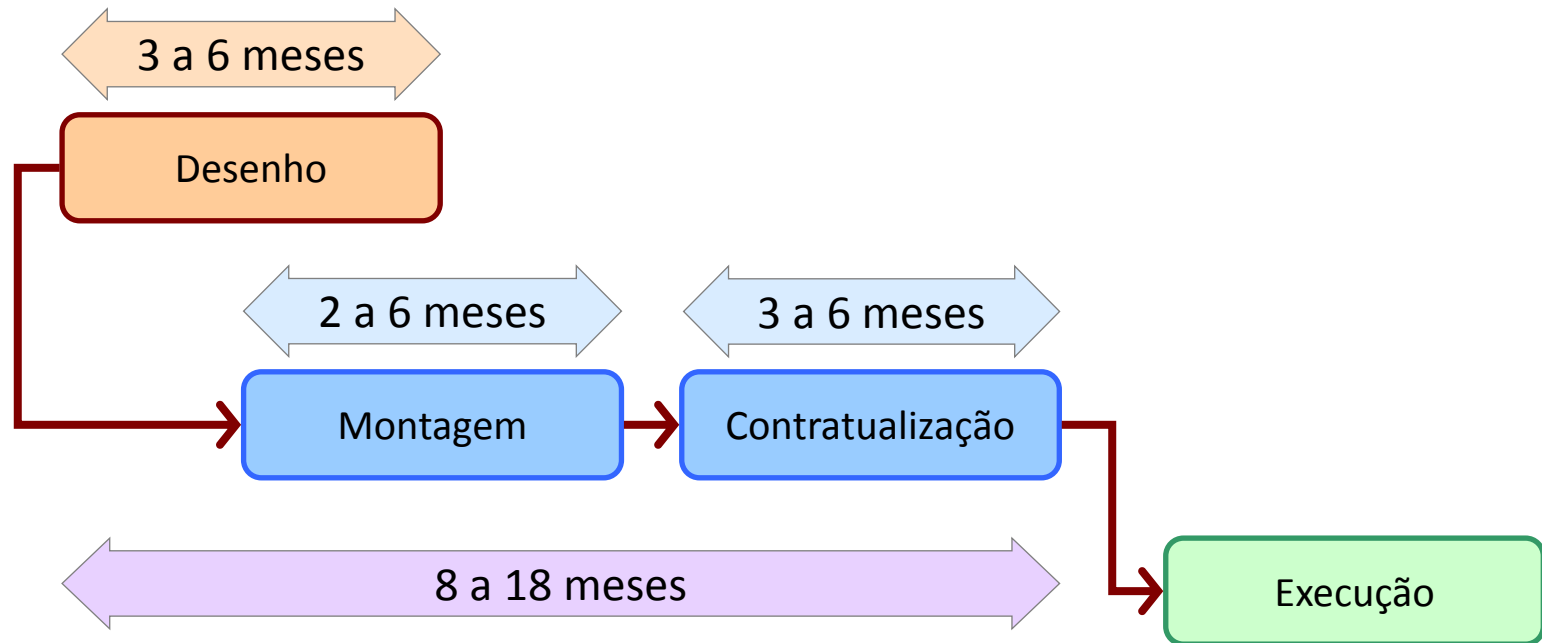 3 a 6 meses
Desenho
2 a 6 meses
3 a 6 meses
Montagem
Contratualização
8 a 18 meses
Execução